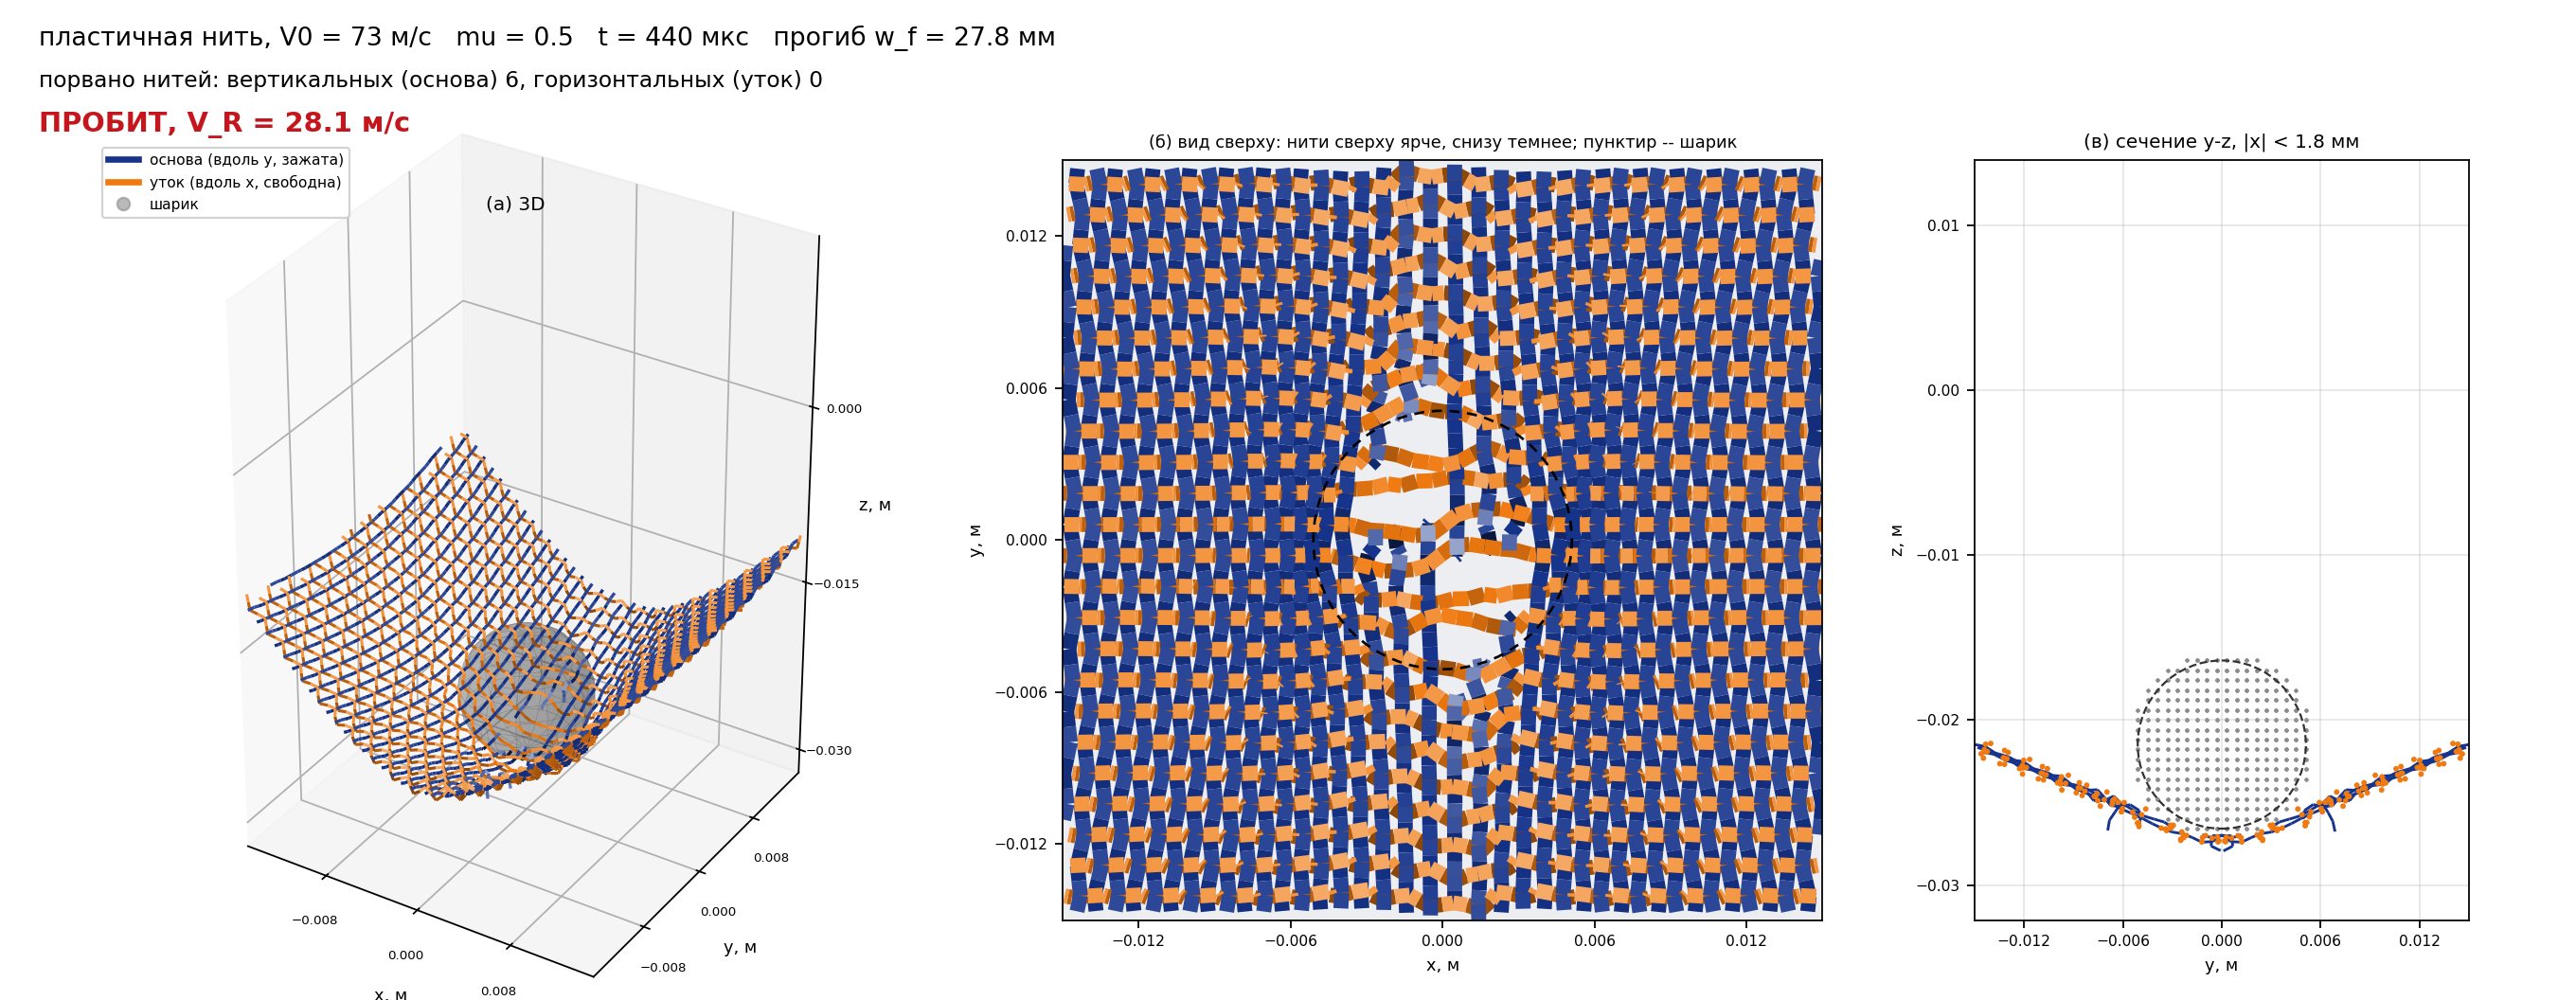 пластичная нить, V0 = 73 м/с   mu = 0.5   t = 440 мкс   прогиб w_f = 27.8 мм
порвано нитей: вертикальных (основа) 6, горизонтальных (уток) 0
ПРОБИТ, V_R = 28.1 м/с
основа (вдоль y, зажата)
уток (вдоль x, свободна)
шарик
(а) 3D
0.000
−0.015
−0.030
z, м
−0.008
0.000
0.008
x, м
0.008
0.000
−0.008
y, м
(б) вид сверху: нити сверху ярче, снизу темнее; пунктир -- шарик
0.012
0.006
0.000
−0.006
−0.012
y, м
−0.012
−0.006
0.000
0.006
0.012
x, м
(в) сечение y-z, |x| < 1.8 мм
0.01
0.00
−0.01
−0.02
−0.03
z, м
−0.012
−0.006
0.000
0.006
0.012
y, м